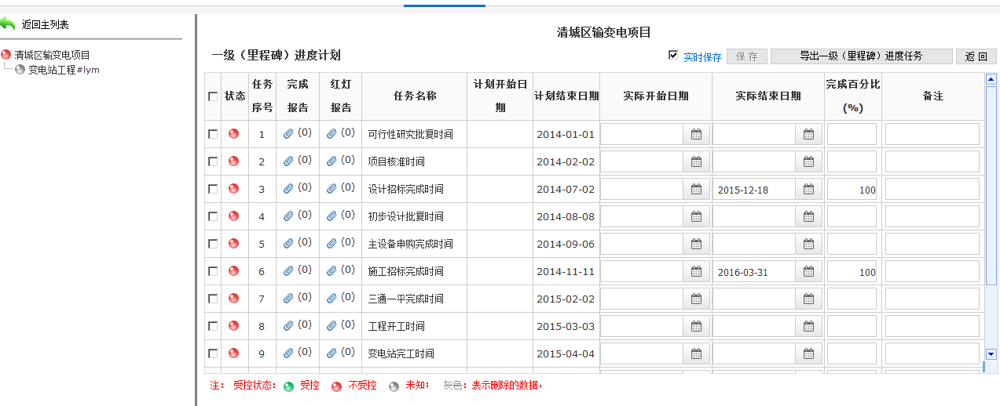 返回主列表
清城区输变电项目
变电站工程#lym
清城区输变电项目
一级（里程碑）进度计划
实时保存 保 存 导出一级（里程碑）进度任务 返 回
状态 任务序号 完成报告 红灯报告 任务名称 计划开始日期 计划结束日期 实际开始日期 实际结束日期 完成百分比(%) 备注
1 (0) (0) 可行性研究批复时间 2014-01-01
2 (0) (0) 项目核准时间 2014-02-02
3 (0) (0) 设计招标完成时间 2014-07-02 2015-12-18 100
4 (0) (0) 初步设计批复时间 2014-08-08
5 (0) (0) 主设备申购完成时间 2014-09-06
6 (0) (0) 施工招标完成时间 2014-11-11 2016-03-31 100
7 (0) (0) 三通一平完成时间 2015-02-02
8 (0) (0) 工程开工时间 2015-03-03
9 (0) (0) 变电站完工时间 2015-04-04
注： 受控状态： 受控 不受控 未知； 灰色：表示删除的数据，